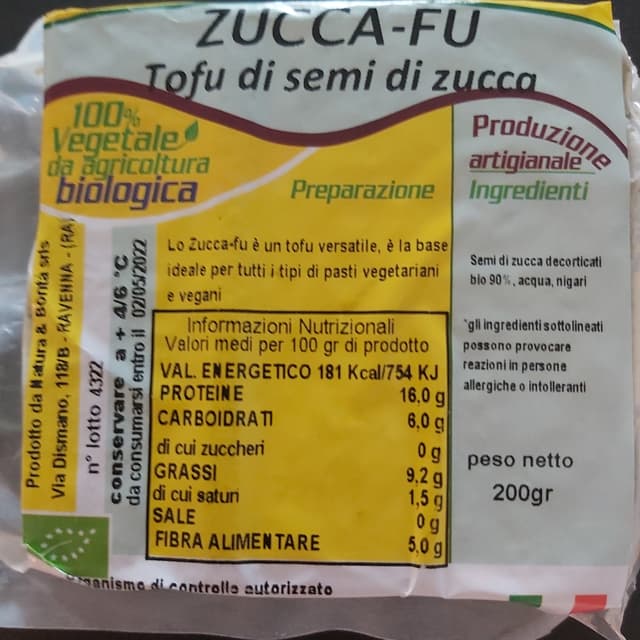 ZUCCA-FU
Tofu di semi di zucca
100%
Vegetale
da agricoltura
biologica
Preparazione
Produzione
artigianale
Ingredienti
Lo Zucca-fu è un tofu versatile, è la base
ideale per tutti i tipi di pasti vegetariani
e vegani
Semi di zucca decorticati
bio 90%, acqua, nigari
*gli ingredienti sottolineati
possono provocare
reazioni in persone
allergiche o intolleranti
peso netto
200gr
Informazioni Nutrizionali
Valori medi per 100 gr di prodotto
VAL. ENERGETICO 181 Kcal/754 KJ
PROTEINE 16,0 g
CARBOIDRATI 6,0 g
di cui zuccheri 0 g
GRASSI 9,2 g
di cui saturi 1,5 g
SALE 0 g
FIBRA ALIMENTARE 5,0 g
Prodotto da Natura & Bontà srls
Via Dismano, 118/B - RAVENNA - (RA)
n° lotto 4322
conservare a + 4/6 °C
da consumarsi entro il 02/05/2022
di controllo autorizzato